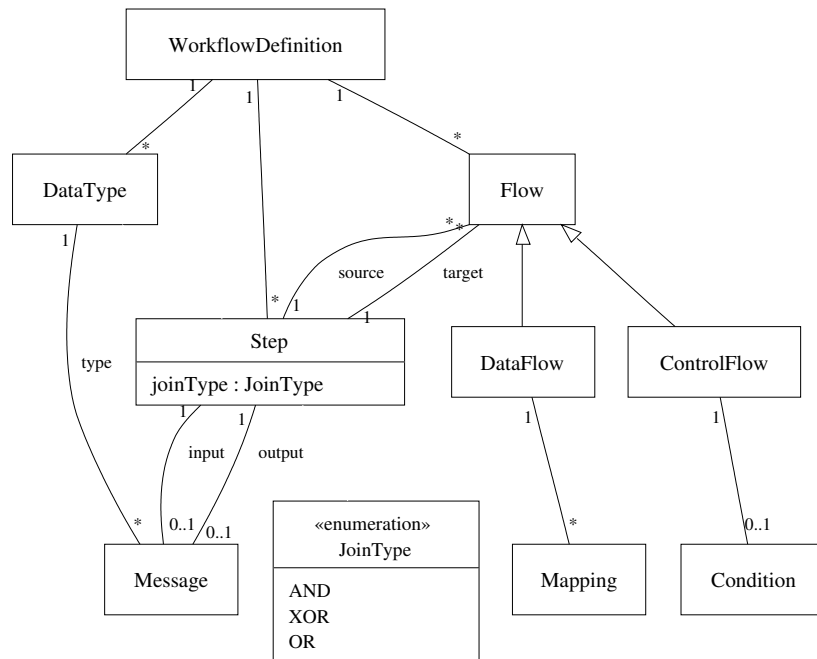 WorkflowDefinition
1
1
1
*
*
DataType
Flow
1
*
*
source
target
*
1
1
Step
joinType : JoinType
DataFlow
ControlFlow
type
1
1
1
1
input
output
*
0..1
0..1
«enumeration»
JoinType
*
0..1
Message
AND
XOR
OR
Mapping
Condition